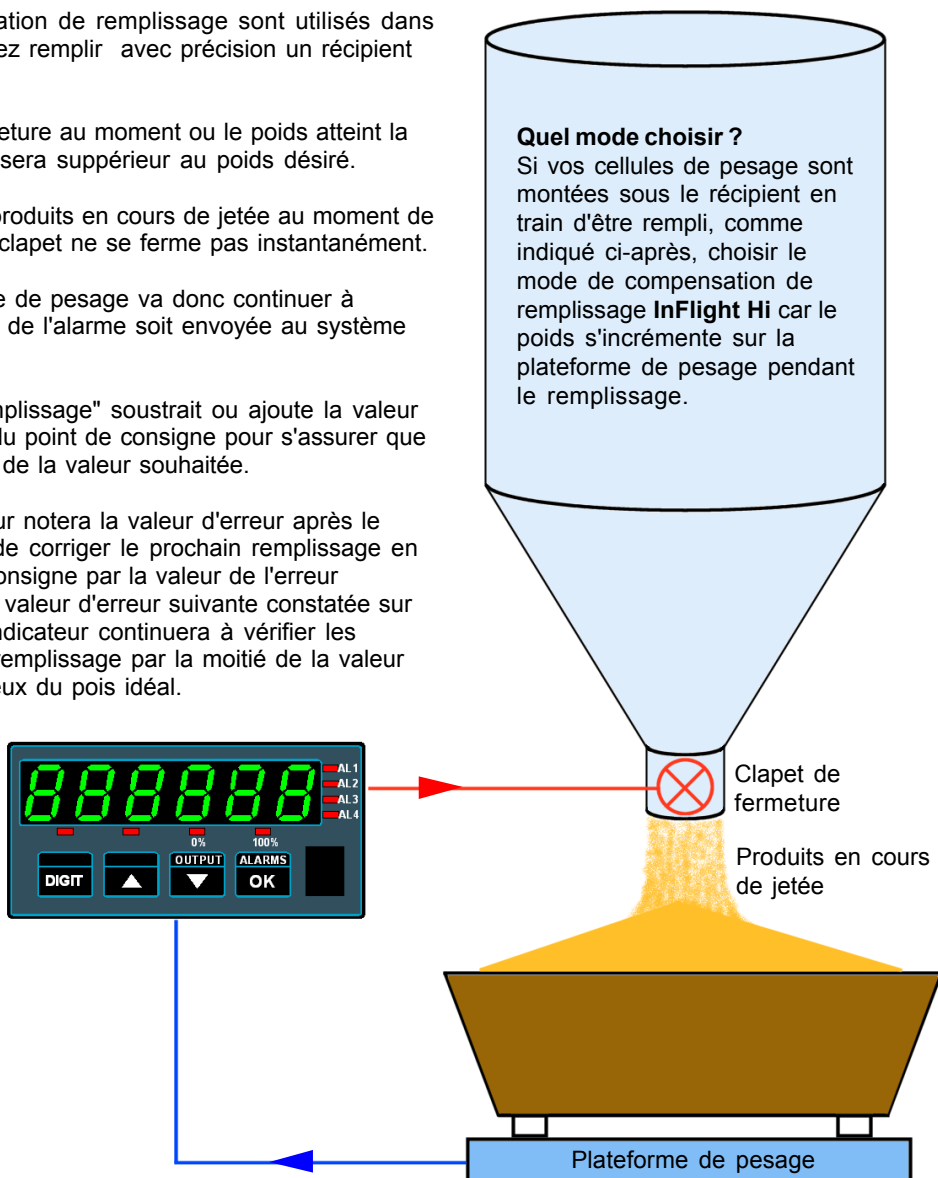 ation de remplissage sont utilisés dans
ez remplir avec précision un récipient
eture au moment ou le poids atteint la
sera suppérieur au poids désiré.
produits en cours de jetée au moment de
clapet ne se ferme pas instantanément.
e de pesage va donc continuer à
de l'alarme soit envoyée au système
mplissage" soustrait ou ajoute la valeur
du point de consigne pour s'assurer que
de la valeur souhaitée.
ur notera la valeur d'erreur après le
de corriger le prochain remplissage en
onsigne par la valeur de l'erreur
valeur d'erreur suivante constatée sur
ndicateur continuera à vérifier les
remplissage par la moitié de la valeur
eux du pois idéal.
Quel mode choisir ?
Si vos cellules de pesage sont
montées sous le récipient en
train d'être rempli, comme
indiqué ci-après, choisir le
mode de compensation de
remplissage InFlight Hi car le
poids s'incrémente sur la
plateforme de pesage pendant
le remplissage.
888888
AL1
AL2
AL3
AL4
0% 100%
OUTPUT ALARMS
DIGIT ▲ ▼ OK
Clapet de
fermeture
Produits en cours
de jetée
Plateforme de pesage